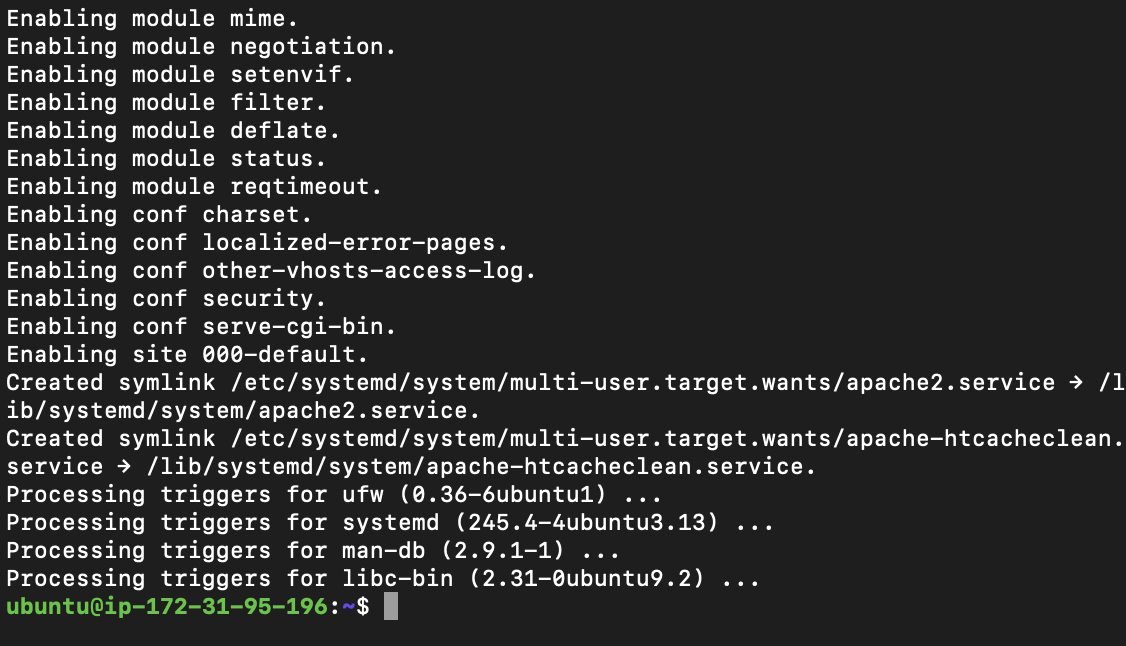 Enabling module mime.
Enabling module negotiation.
Enabling module setenvif.
Enabling module filter.
Enabling module deflate.
Enabling module status.
Enabling module reqtimeout.
Enabling conf charset.
Enabling conf localized-error-pages.
Enabling conf other-vhosts-access-log.
Enabling conf security.
Enabling conf serve-cgi-bin.
Enabling site 000-default.
Created symlink /etc/systemd/system/multi-user.target.wants/apache2.service → /l
ib/systemd/system/apache2.service.
Created symlink /etc/systemd/system/multi-user.target.wants/apache-htcacheclean.
service → /lib/systemd/system/apache-htcacheclean.service.
Processing triggers for ufw (0.36-6ubuntu1) ...
Processing triggers for systemd (245.4-4ubuntu3.13) ...
Processing triggers for man-db (2.9.1-1) ...
Processing triggers for libc-bin (2.31-0ubuntu9.2) ...
ubuntu@ip-172-31-95-196:~$